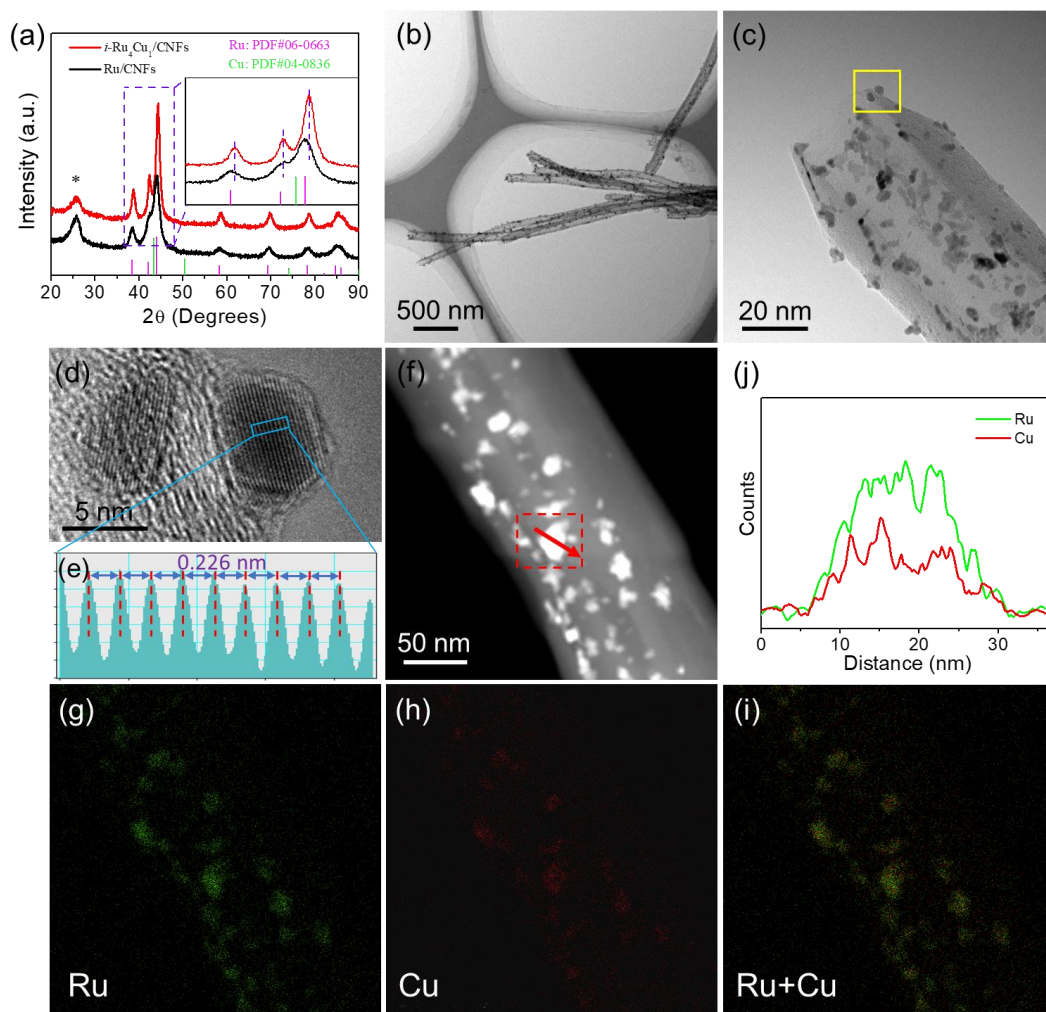 (a)
i-Ru₄Cu₁/CNFs
Ru/CNFs
Ru: PDF#06-0663
Cu: PDF#04-0836
*
Intensity (a.u.)
20 30 40 50 60 70 80 90
2θ (Degrees)
(b)
500 nm
(c)
20 nm
(d)
5 nm
(e)
0.226 nm
(f)
50 nm
(j)
Ru
Cu
Counts
0 10 20 30
Distance (nm)
(g)
Ru
(h)
Cu
(i)
Ru+Cu